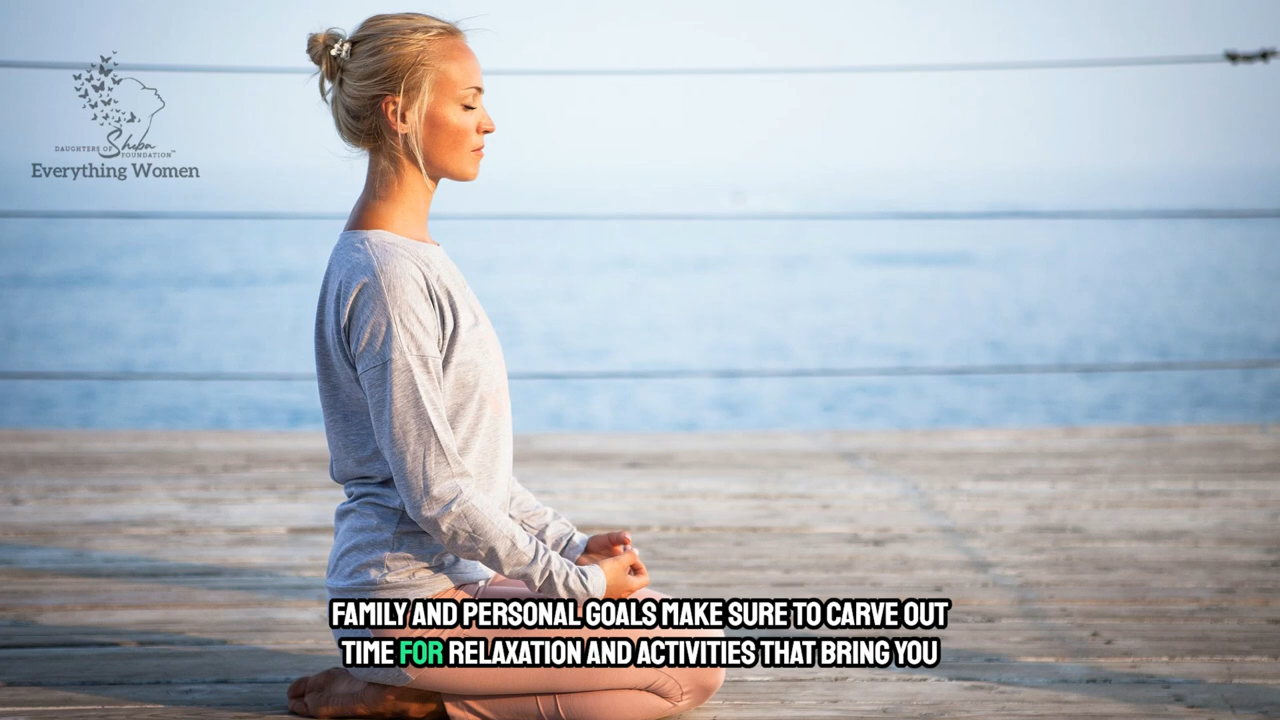 DAUGHTERS OF
Sheba
FOUNDATION™
Everything Women
FAMILY AND PERSONAL GOALS MAKE SURE TO CARVE OUT
TIME FOR RELAXATION AND ACTIVITIES THAT BRING YOU